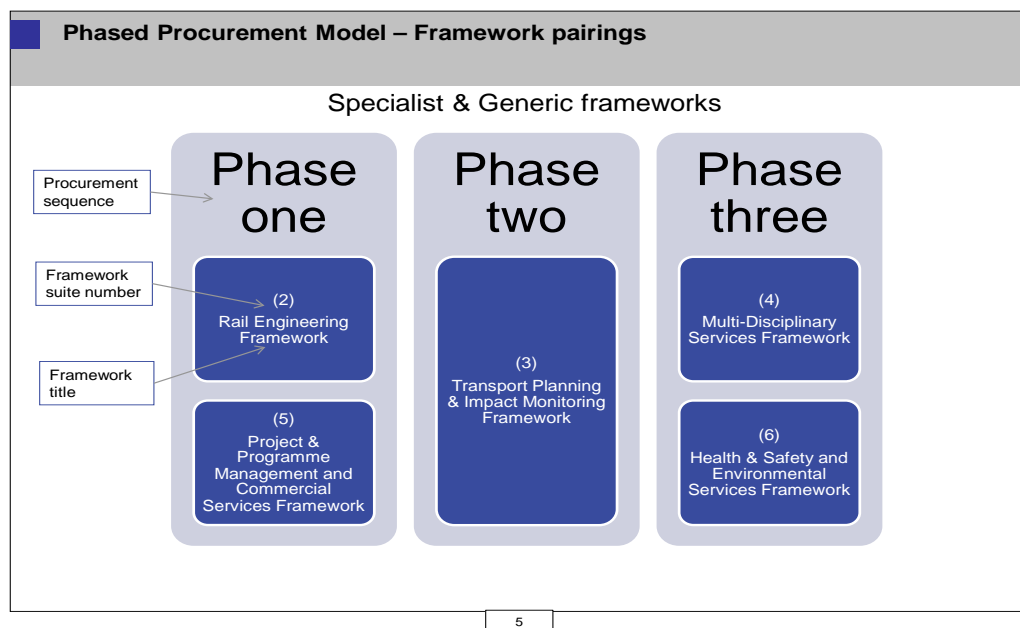 Phased Procurement Model – Framework pairings
Specialist & Generic frameworks
Procurement
sequence
Framework
suite number
Framework
title
Phase
one
(2)
Rail Engineering
Framework
(5)
Project &
Programme
Management and
Commercial
Services Framework
Phase
two
(3)
Transport Planning
& Impact Monitoring
Framework
Phase
three
(4)
Multi-Disciplinary
Services Framework
(6)
Health & Safety and
Environmental
Services Framework
5